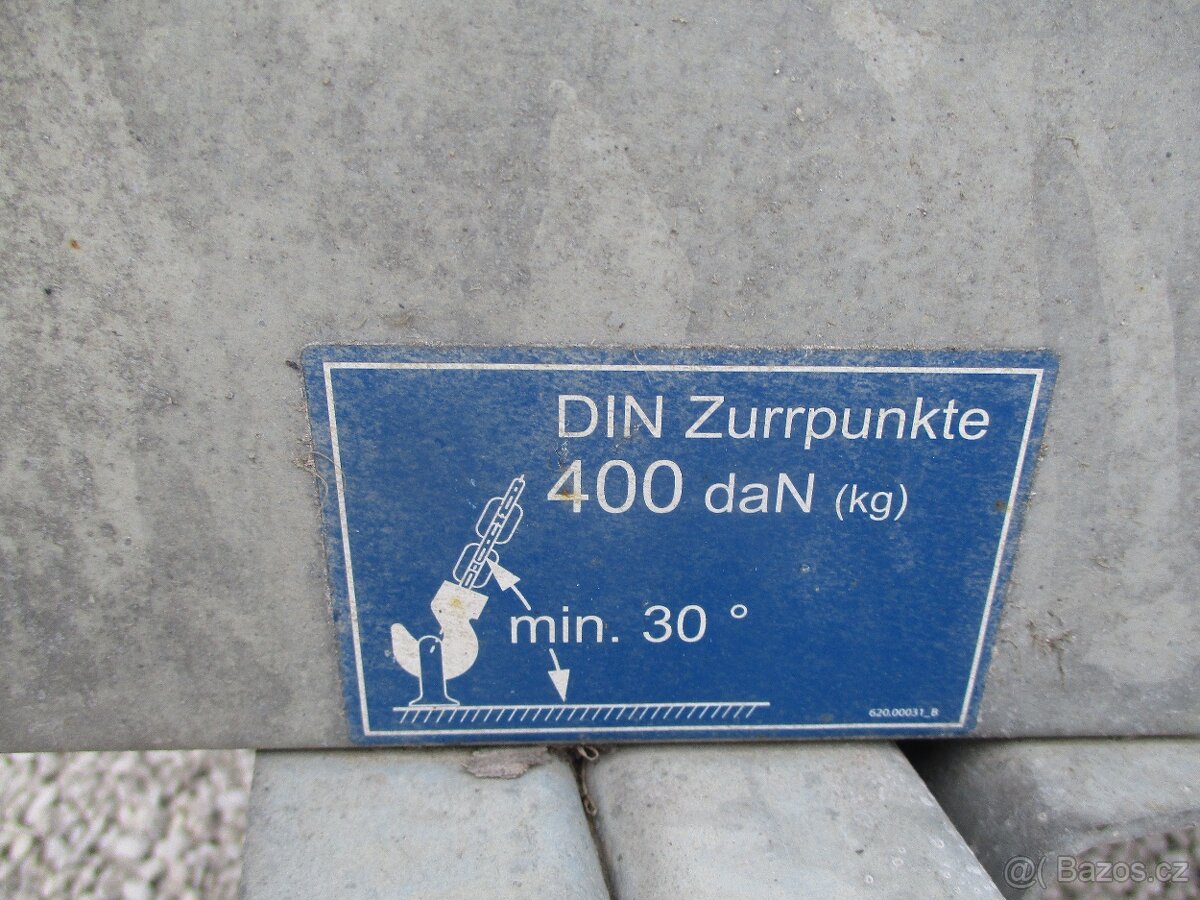 DIN Zurrpunkte
400 daN (kg)
min. 30 °
620.00031_B
@( Bazos.cz